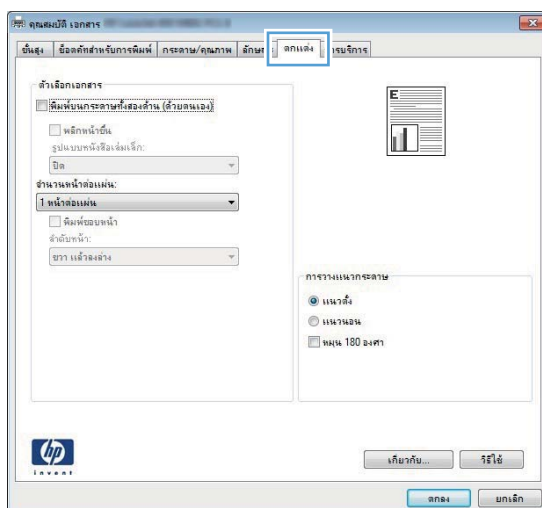 คุณสมบัติ เอกสาร
ขั้นสูง ช็อตคัทสำหรับการพิมพ์ กระดาษ/คุณภาพ ตกแต่ง
ตัวเลือกเอกสาร
พิมพ์บนกระดาษทั้งสองด้าน (ด้วยตนเอง)
พลิกหน้าขึ้น
รูปแบบหนังสือเล่มเล็ก:
ปิด
จำนวนหน้าต่อแผ่น:
1 หน้าต่อแผ่น
พิมพ์ขอบหน้า
ลำดับหน้า:
ขวา แล้วลงล่าง
E
การวางแนวกระดาษ
แนวตั้ง
แนวนอน
หมุน 180 องศา
hp
invent
เกี่ยวกับ... วิธีใช้
ตกลง ยกเลิก